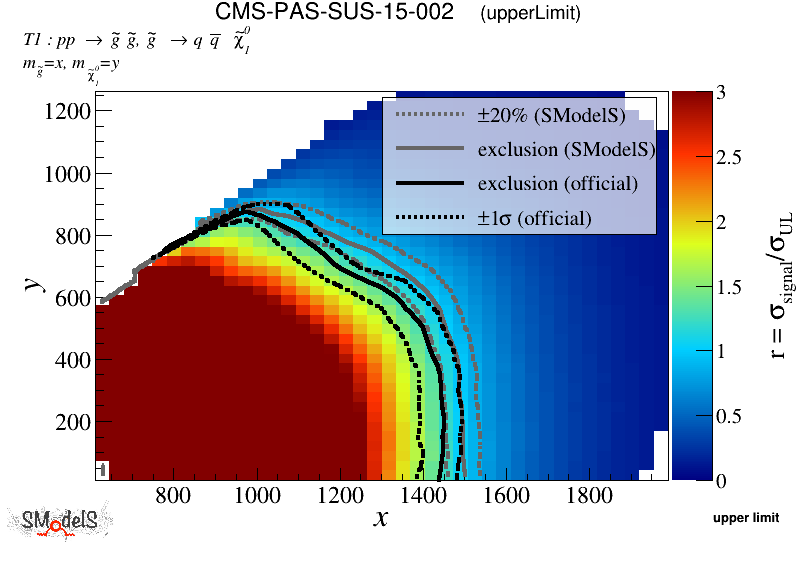 CMS-PAS-SUS-15-002 (upperLimit)
T1 : pp → g̃ g̃, g̃ → q q̅ χ̃⁰₁
m_g̃=x, m_χ̃⁰₁=y
±20% (SModelS)
exclusion (SModelS)
exclusion (official)
±1σ (official)
1200
1000
800
600
400
200
y
800 1000 1200 1400 1600 1800
x
3
2.5
2
1.5
1
0.5
0
r = σ_signal/σ_UL
SModelS
upper limit